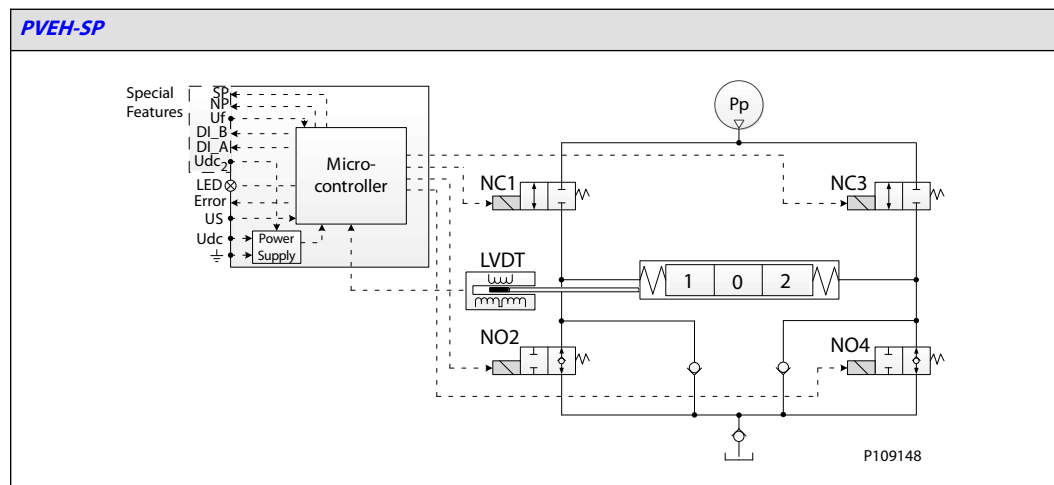 PVEH-SP
Special
Features
SP
NP
Uf
DI_B
DI_A
Udc2
LED
Error
US
Udc
Micro-
controller
Power
Supply
Pp
NC1
NC3
LVDT
1 0 2
NO2
NO4
P109148